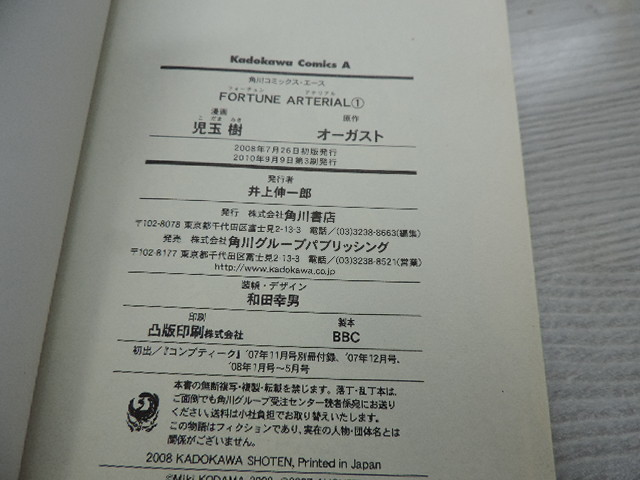 Kadokawa Comics A
角川コミックス・エース
フォーチュン アテリアル
FORTUNE ARTERIAL①
漫画 原作
こだま みき
児玉 樹 オーガスト
2008年7月26日初版発行
2010年9月9日第3刷発行
発行者
井上伸一郎
発行 株式会社角川書店
〒102-8078 東京都千代田区富士見2-13-3 電話/(03)3238-8663(編集)
発売 株式会社角川グループパブリッシング
〒102-8177 東京都千代田区富士見2-13-3 電話/(03)3238-8521(営業)
http://www.kadokawa.co.jp
装幀・デザイン
和田幸男
印刷 製本
凸版印刷株式会社 BBC
初出/『コンプティーク』'07年11月号別冊付録、'07年12月号、
'08年1月号〜5月号
本書の無断複写・複製・転載を禁じます。落丁・乱丁本は、
ご面倒でも角川グループ受注センター読者係宛にお送り
ください。送料は小社負担でお取り替えいたします。
この物語はフィクションであり、実在の人物・団体名とは
関係がございません。
2008 KADOKAWA SHOTEN, Printed in Japan
©Miki KODAMA 2008